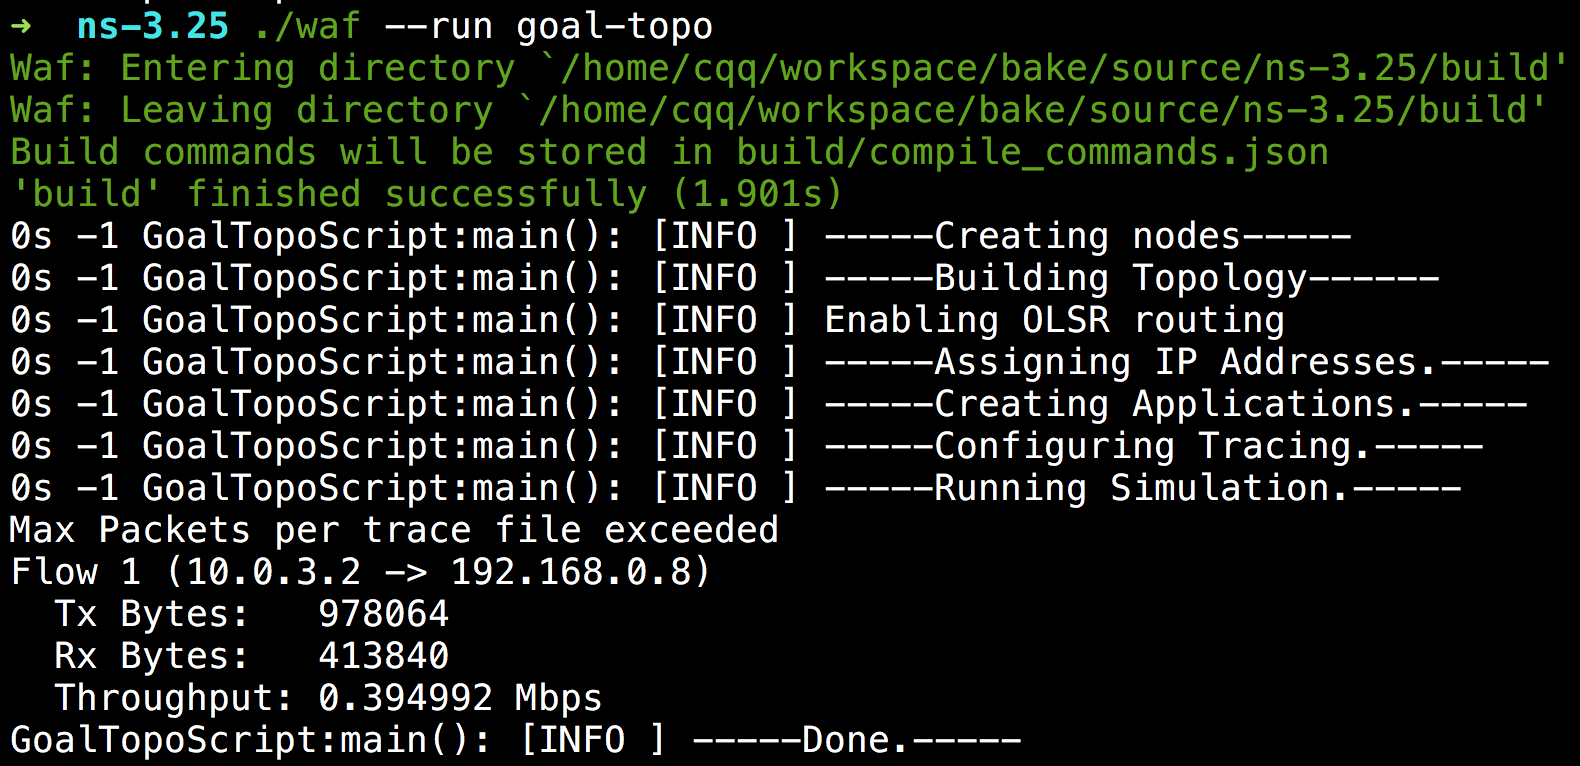 ➜  ns-3.25 ./waf --run goal-topo
Waf: Entering directory `/home/cqq/workspace/bake/source/ns-3.25/build'
Waf: Leaving directory `/home/cqq/workspace/bake/source/ns-3.25/build'
Build commands will be stored in build/compile_commands.json
'build' finished successfully (1.901s)
0s -1 GoalTopoScript:main(): [INFO ] -----Creating nodes-----
0s -1 GoalTopoScript:main(): [INFO ] -----Building Topology------
0s -1 GoalTopoScript:main(): [INFO ] Enabling OLSR routing
0s -1 GoalTopoScript:main(): [INFO ] -----Assigning IP Addresses.-----
0s -1 GoalTopoScript:main(): [INFO ] -----Creating Applications.-----
0s -1 GoalTopoScript:main(): [INFO ] -----Configuring Tracing.-----
0s -1 GoalTopoScript:main(): [INFO ] -----Running Simulation.-----
Max Packets per trace file exceeded
Flow 1 (10.0.3.2 -> 192.168.0.8)
  Tx Bytes:   978064
  Rx Bytes:   413840
  Throughput: 0.394992 Mbps
GoalTopoScript:main(): [INFO ] -----Done.-----